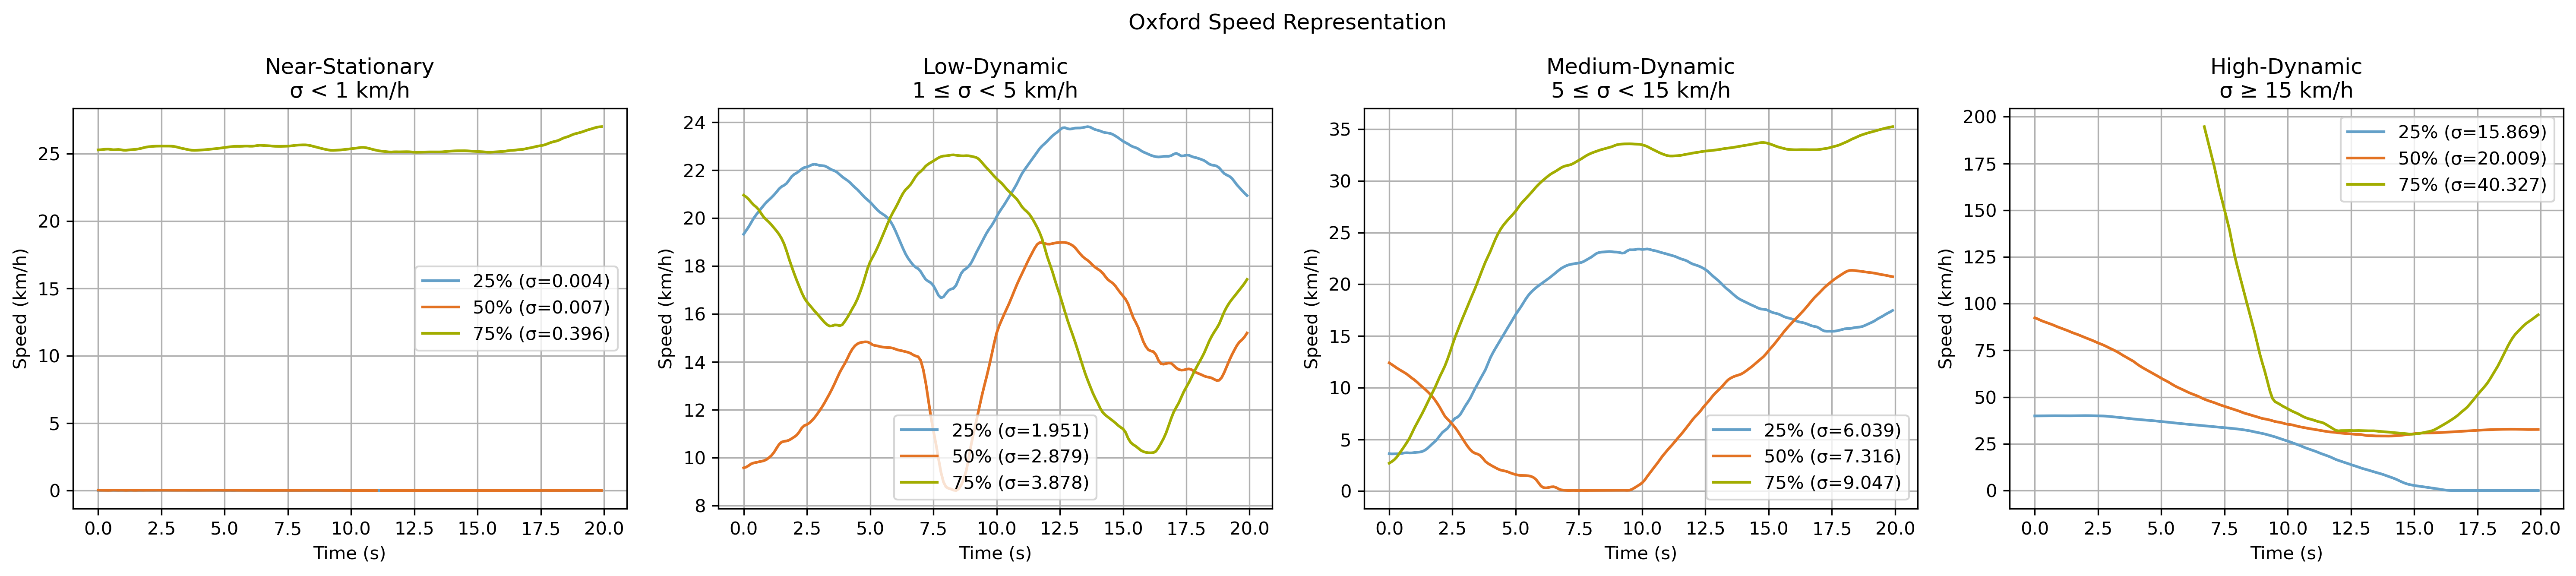 Oxford Speed Representation
Near-Stationary
σ < 1 km/h
Speed (km/h)
25
20
15
10
5
0
25% (σ=0.004)
50% (σ=0.007)
75% (σ=0.396)
0.0 2.5 5.0 7.5 10.0 12.5 15.0 17.5 20.0
Time (s)
Low-Dynamic
1 ≤ σ < 5 km/h
Speed (km/h)
24
22
20
18
16
14
12
10
8
25% (σ=1.951)
50% (σ=2.879)
75% (σ=3.878)
0.0 2.5 5.0 7.5 10.0 12.5 15.0 17.5 20.0
Time (s)
Medium-Dynamic
5 ≤ σ < 15 km/h
Speed (km/h)
35
30
25
20
15
10
5
0
25% (σ=6.039)
50% (σ=7.316)
75% (σ=9.047)
0.0 2.5 5.0 7.5 10.0 12.5 15.0 17.5 20.0
Time (s)
High-Dynamic
σ ≥ 15 km/h
Speed (km/h)
200
175
150
125
100
75
50
25
0
25% (σ=15.869)
50% (σ=20.009)
75% (σ=40.327)
0.0 2.5 5.0 7.5 10.0 12.5 15.0 17.5 20.0
Time (s)